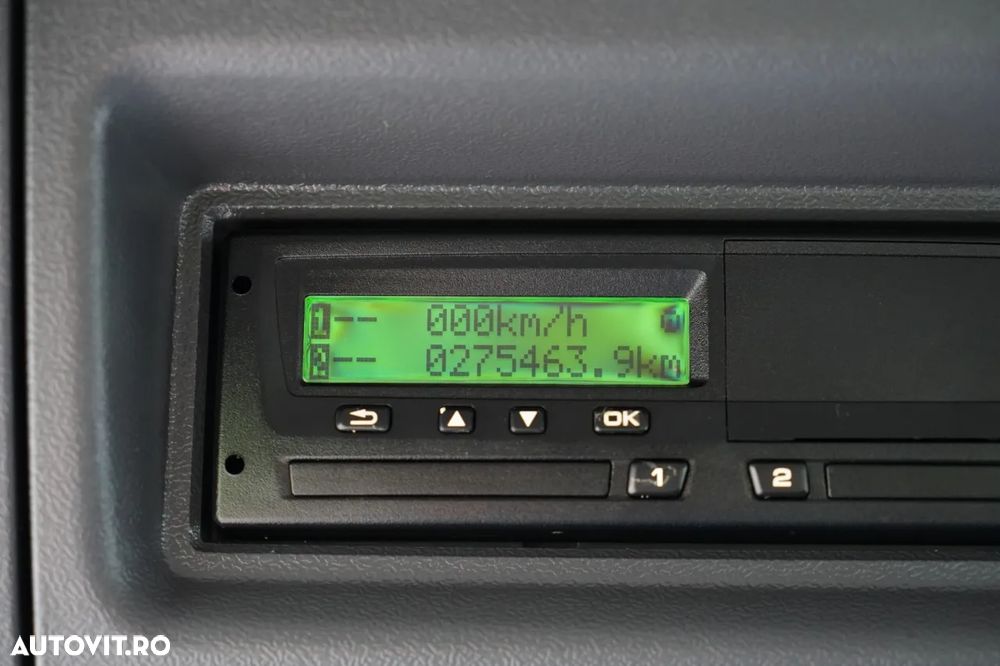 1-- 000km/h
2-- 0275463.9km
OK
1 2
AUTOVIT.RO